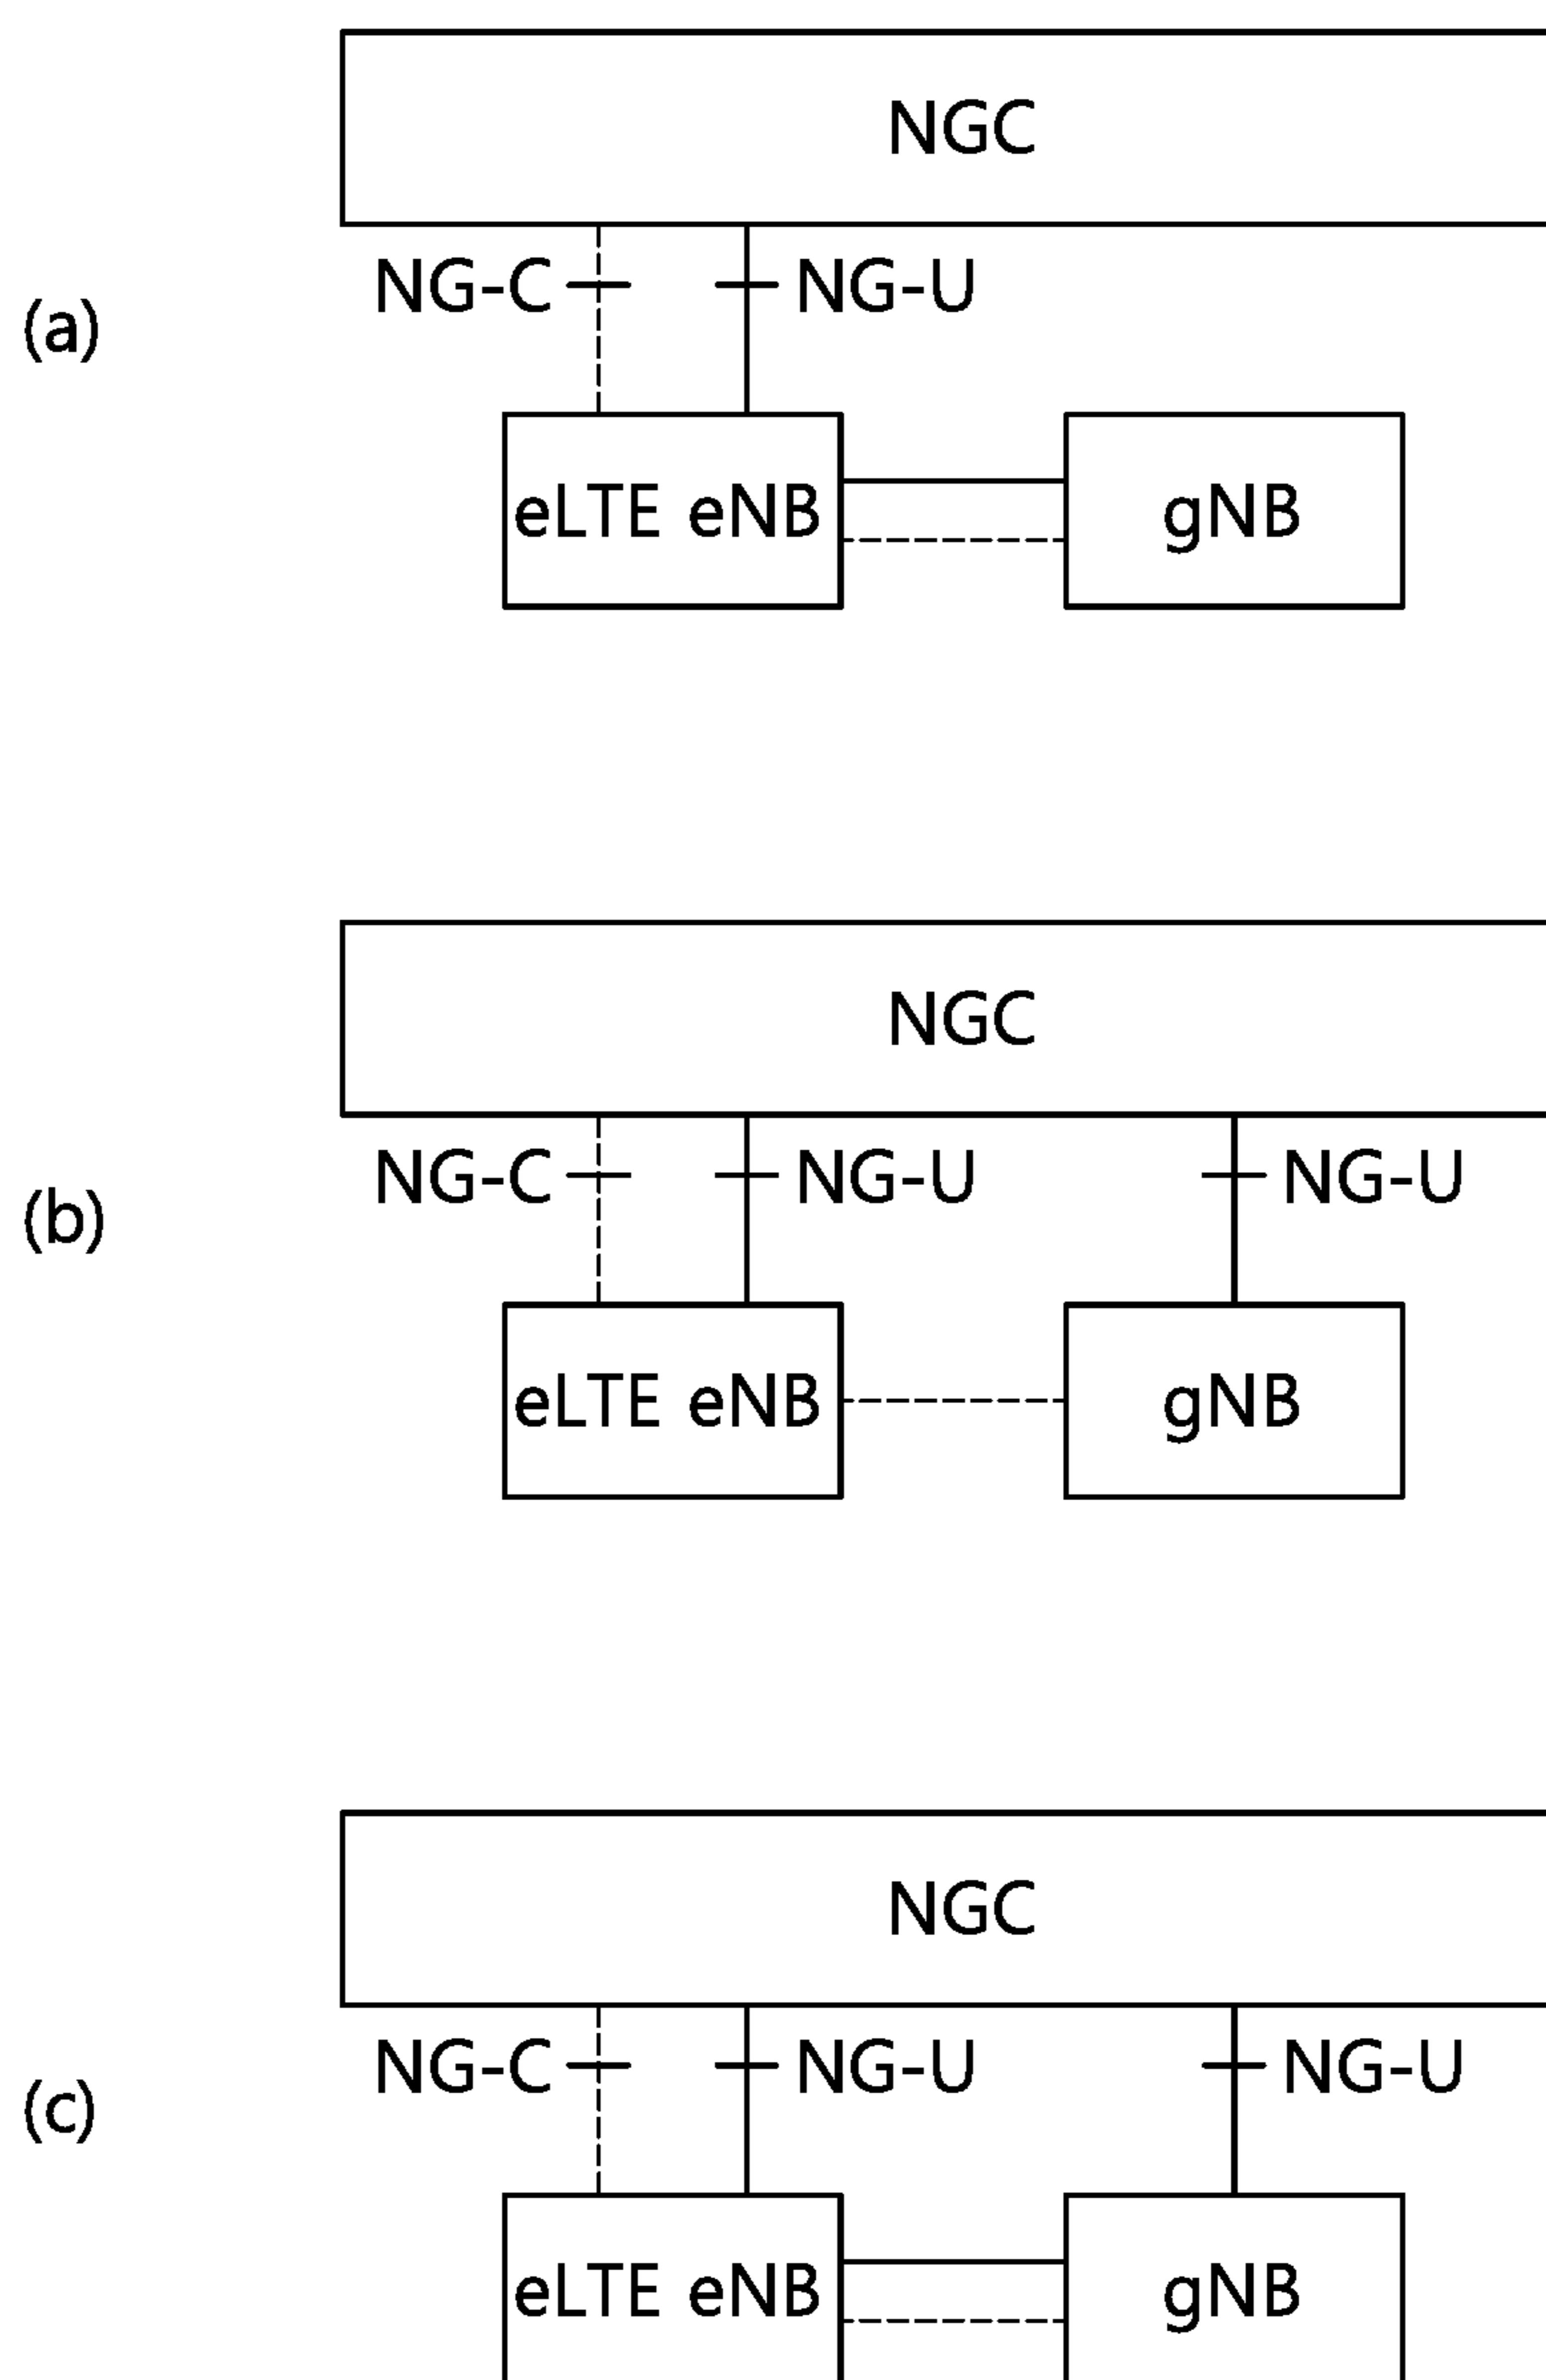 NGC
NG-C NG-U
(a)
eLTE eNB gNB
NGC
NG-C NG-U NG-U
(b)
eLTE eNB gNB
NGC
NG-C NG-U NG-U
(c)
eLTE eNB gNB